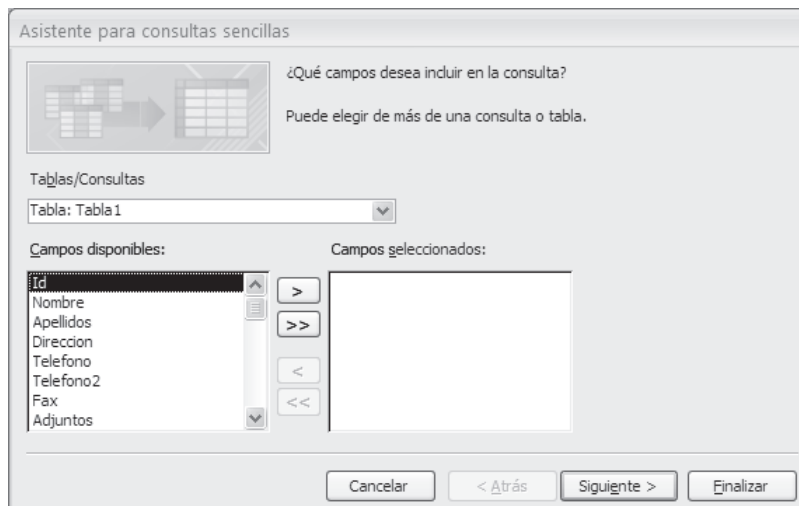 Asistente para consultas sencillas
¿Qué campos desea incluir en la consulta?
Puede elegir de más de una consulta o tabla.
Tablas/Consultas
Tabla: Tabla1
Campos disponibles:
Campos seleccionados:
Id
Nombre
Apellidos
Direccion
Telefono
Telefono2
Fax
Adjuntos
>
>>
<
<<
Cancelar
< Atrás
Siguiente >
Finalizar